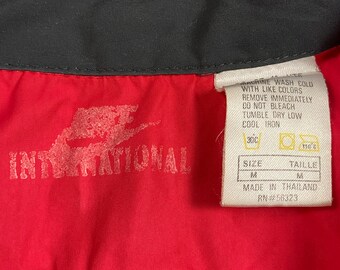 MACHINE WASH COLD
WITH LIKE COLORS
REMOVE IMMEDIATELY
DO NOT BLEACH
TUMBLE DRY LOW
COOL IRON
30C
SIZE TAILLE
M M
MADE IN THAILAND
RN#56323
INTERNATIONAL